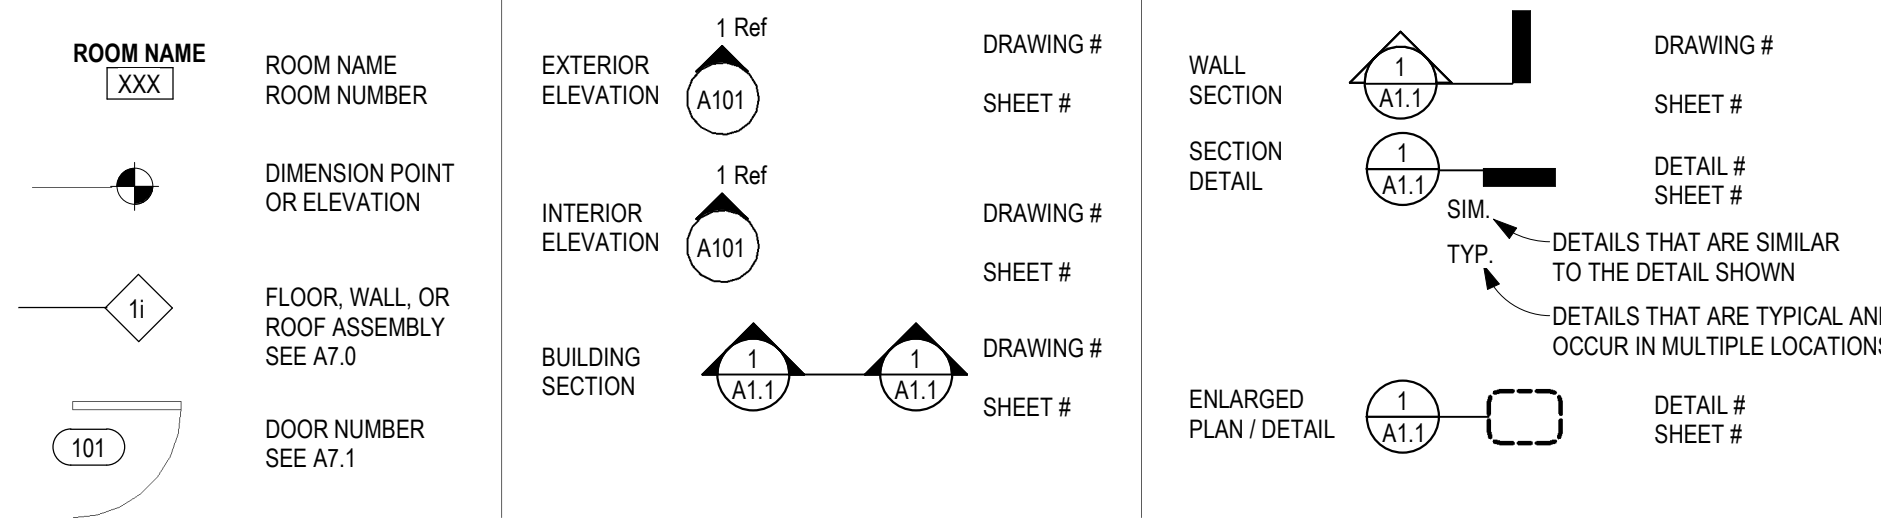 ROOM NAME
XXX
ROOM NAME
ROOM NUMBER
DIMENSION POINT
OR ELEVATION
1i
FLOOR, WALL, OR
ROOF ASSEMBLY
SEE A7.0
101
DOOR NUMBER
SEE A7.1
EXTERIOR
ELEVATION
1 Ref
A101
DRAWING #
SHEET #
INTERIOR
ELEVATION
1 Ref
A101
DRAWING #
SHEET #
BUILDING
SECTION
1
A1.1
1
A1.1
DRAWING #
SHEET #
WALL
SECTION
1
A1.1
DRAWING #
SHEET #
SECTION
DETAIL
1
A1.1
DETAIL #
SHEET #
SIM.
DETAILS THAT ARE SIMILAR
TO THE DETAIL SHOWN
TYP.
DETAILS THAT ARE TYPICAL AN
OCCUR IN MULTIPLE LOCATIONS
ENLARGED
PLAN / DETAIL
1
A1.1
DETAIL #
SHEET #